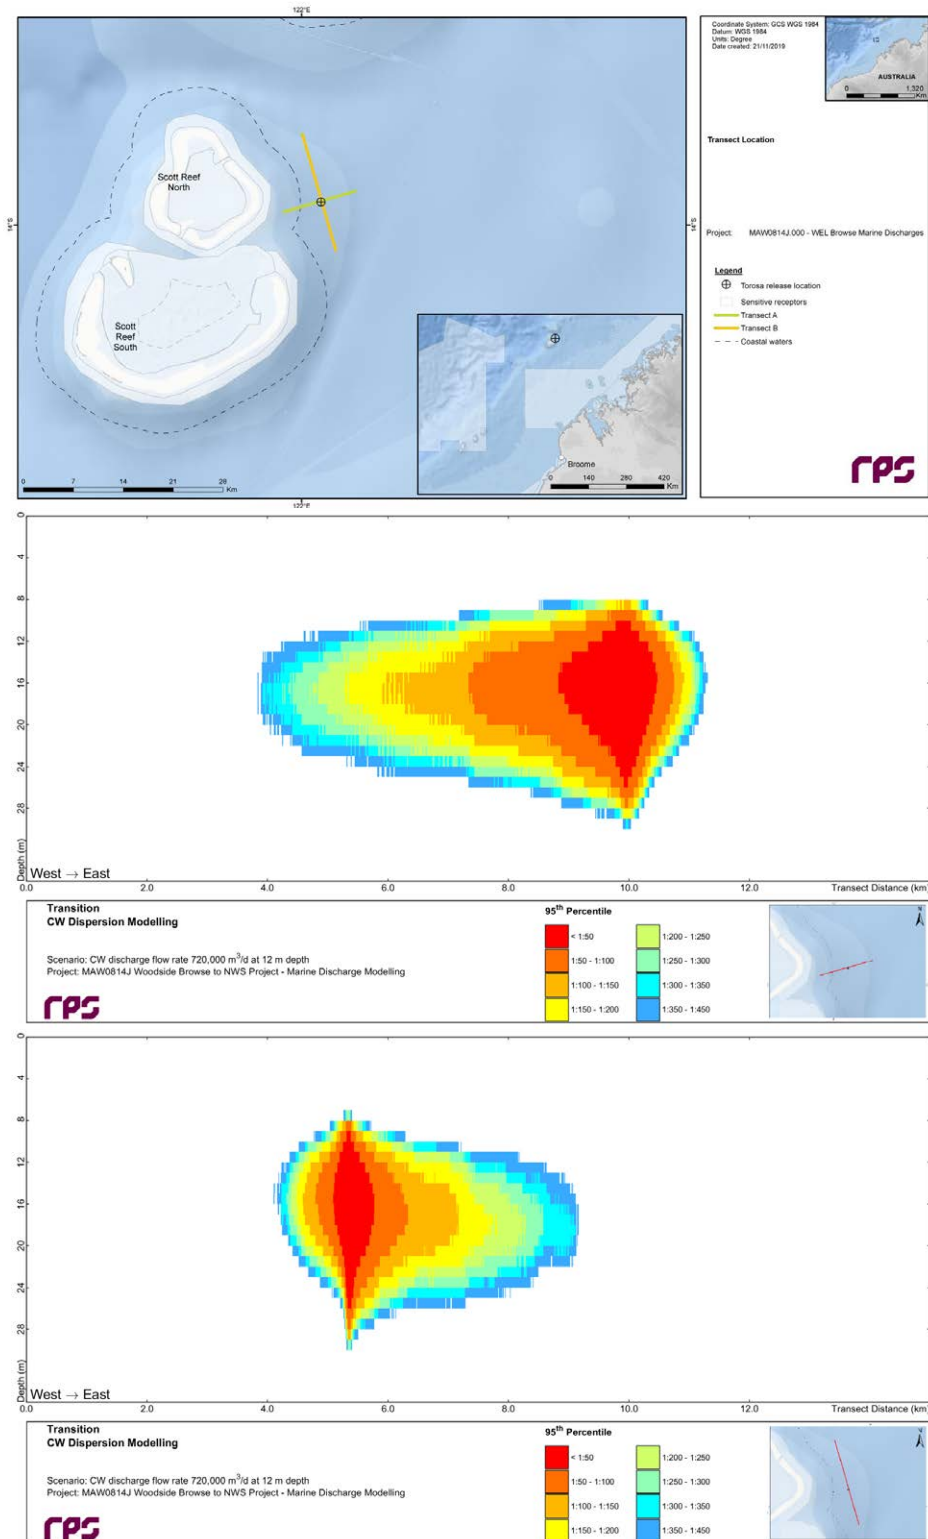 122°E
Coordinate System: GCS WGS 1984
Datum: WGS 1984
Units: Degree
Date created: 21/11/2019
AUSTRALIA
0 1,320
Km
Scott Reef
North
Transect Location
14°S
14°S
Project: MAW0814J.000 - WEL Browse Marine Discharges
Legend
Torosa release location
Sensitive receptors
Transect A
Transect B
Coastal waters
Scott
Reef
South
Broome
0 140 280 420
Km
0 7 14 21 28
Km
122°E
rps
0
4
8
12
16
20
24
28
Depth (m)
West → East
0.0 2.0 4.0 6.0 8.0 10.0 12.0 Transect Distance (km)
Transition
CW Dispersion Modelling
Scenario: CW discharge flow rate 720,000 m³/d at 12 m depth
Project: MAW0814J Woodside Browse to NWS Project - Marine Discharge Modelling
rps
95th Percentile
< 1:50
1:50 - 1:100
1:100 - 1:150
1:150 - 1:200
1:200 - 1:250
1:250 - 1:300
1:300 - 1:350
1:350 - 1:450
N
0
4
8
12
16
20
24
28
Depth (m)
West → East
0.0 2.0 4.0 6.0 8.0 10.0 12.0 Transect Distance (km)
Transition
CW Dispersion Modelling
Scenario: CW discharge flow rate 720,000 m³/d at 12 m depth
Project: MAW0814J Woodside Browse to NWS Project - Marine Discharge Modelling
rps
95th Percentile
< 1:50
1:50 - 1:100
1:100 - 1:150
1:150 - 1:200
1:200 - 1:250
1:250 - 1:300
1:300 - 1:350
1:350 - 1:450
N